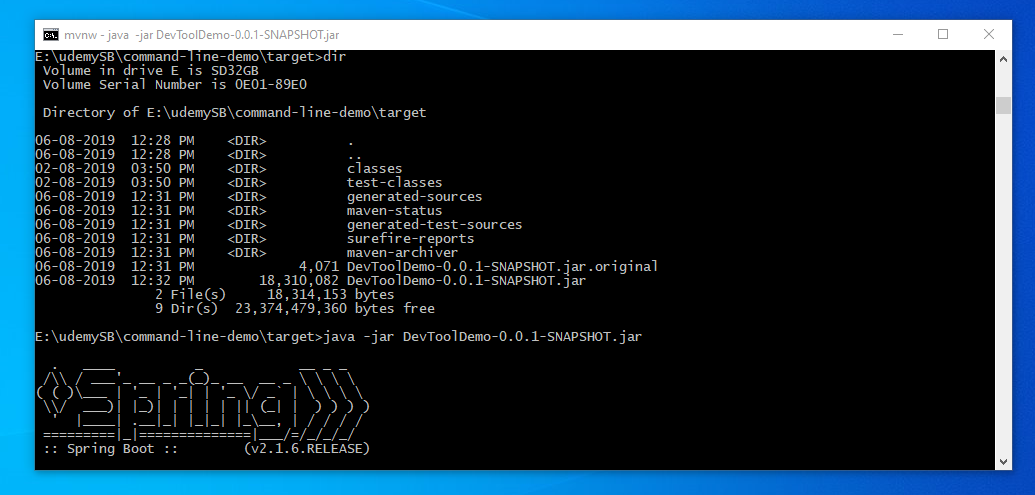 mvnw - java  -jar DevToolDemo-0.0.1-SNAPSHOT.jar
E:\udemySB\command-line-demo\target>dir
 Volume in drive E is SD32GB
 Volume Serial Number is 0E01-89E0
 Directory of E:\udemySB\command-line-demo\target
06-08-2019  12:28 PM    <DIR>          .
06-08-2019  12:28 PM    <DIR>          ..
02-08-2019  03:50 PM    <DIR>          classes
02-08-2019  03:50 PM    <DIR>          test-classes
06-08-2019  12:31 PM    <DIR>          generated-sources
06-08-2019  12:31 PM    <DIR>          maven-status
06-08-2019  12:31 PM    <DIR>          generated-test-sources
06-08-2019  12:31 PM    <DIR>          surefire-reports
06-08-2019  12:31 PM    <DIR>          maven-archiver
06-08-2019  12:31 PM             4,071 DevToolDemo-0.0.1-SNAPSHOT.jar.original
06-08-2019  12:32 PM        18,310,082 DevToolDemo-0.0.1-SNAPSHOT.jar
               2 File(s)     18,314,153 bytes
               9 Dir(s)  23,374,479,360 bytes free
E:\udemySB\command-line-demo\target>java -jar DevToolDemo-0.0.1-SNAPSHOT.jar
Spring
 :: Spring Boot ::        (v2.1.6.RELEASE)